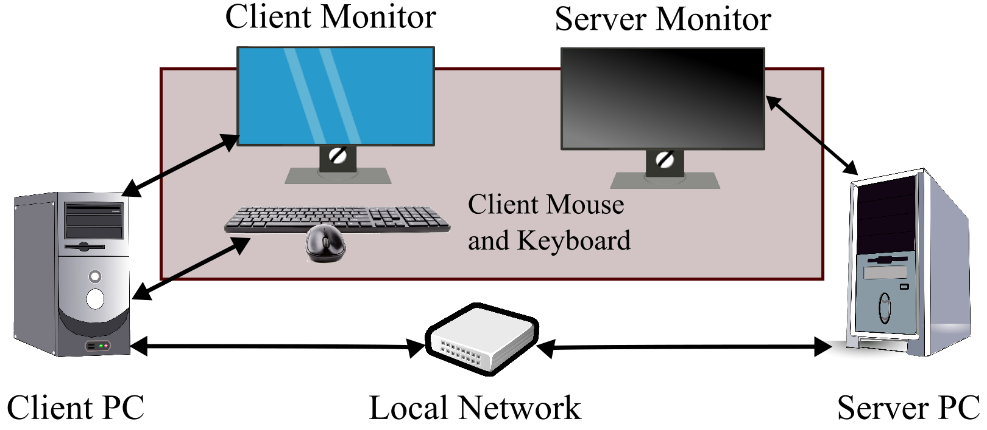 Client Monitor
Server Monitor
Client Mouse
and Keyboard
Client PC
Local Network
Server PC